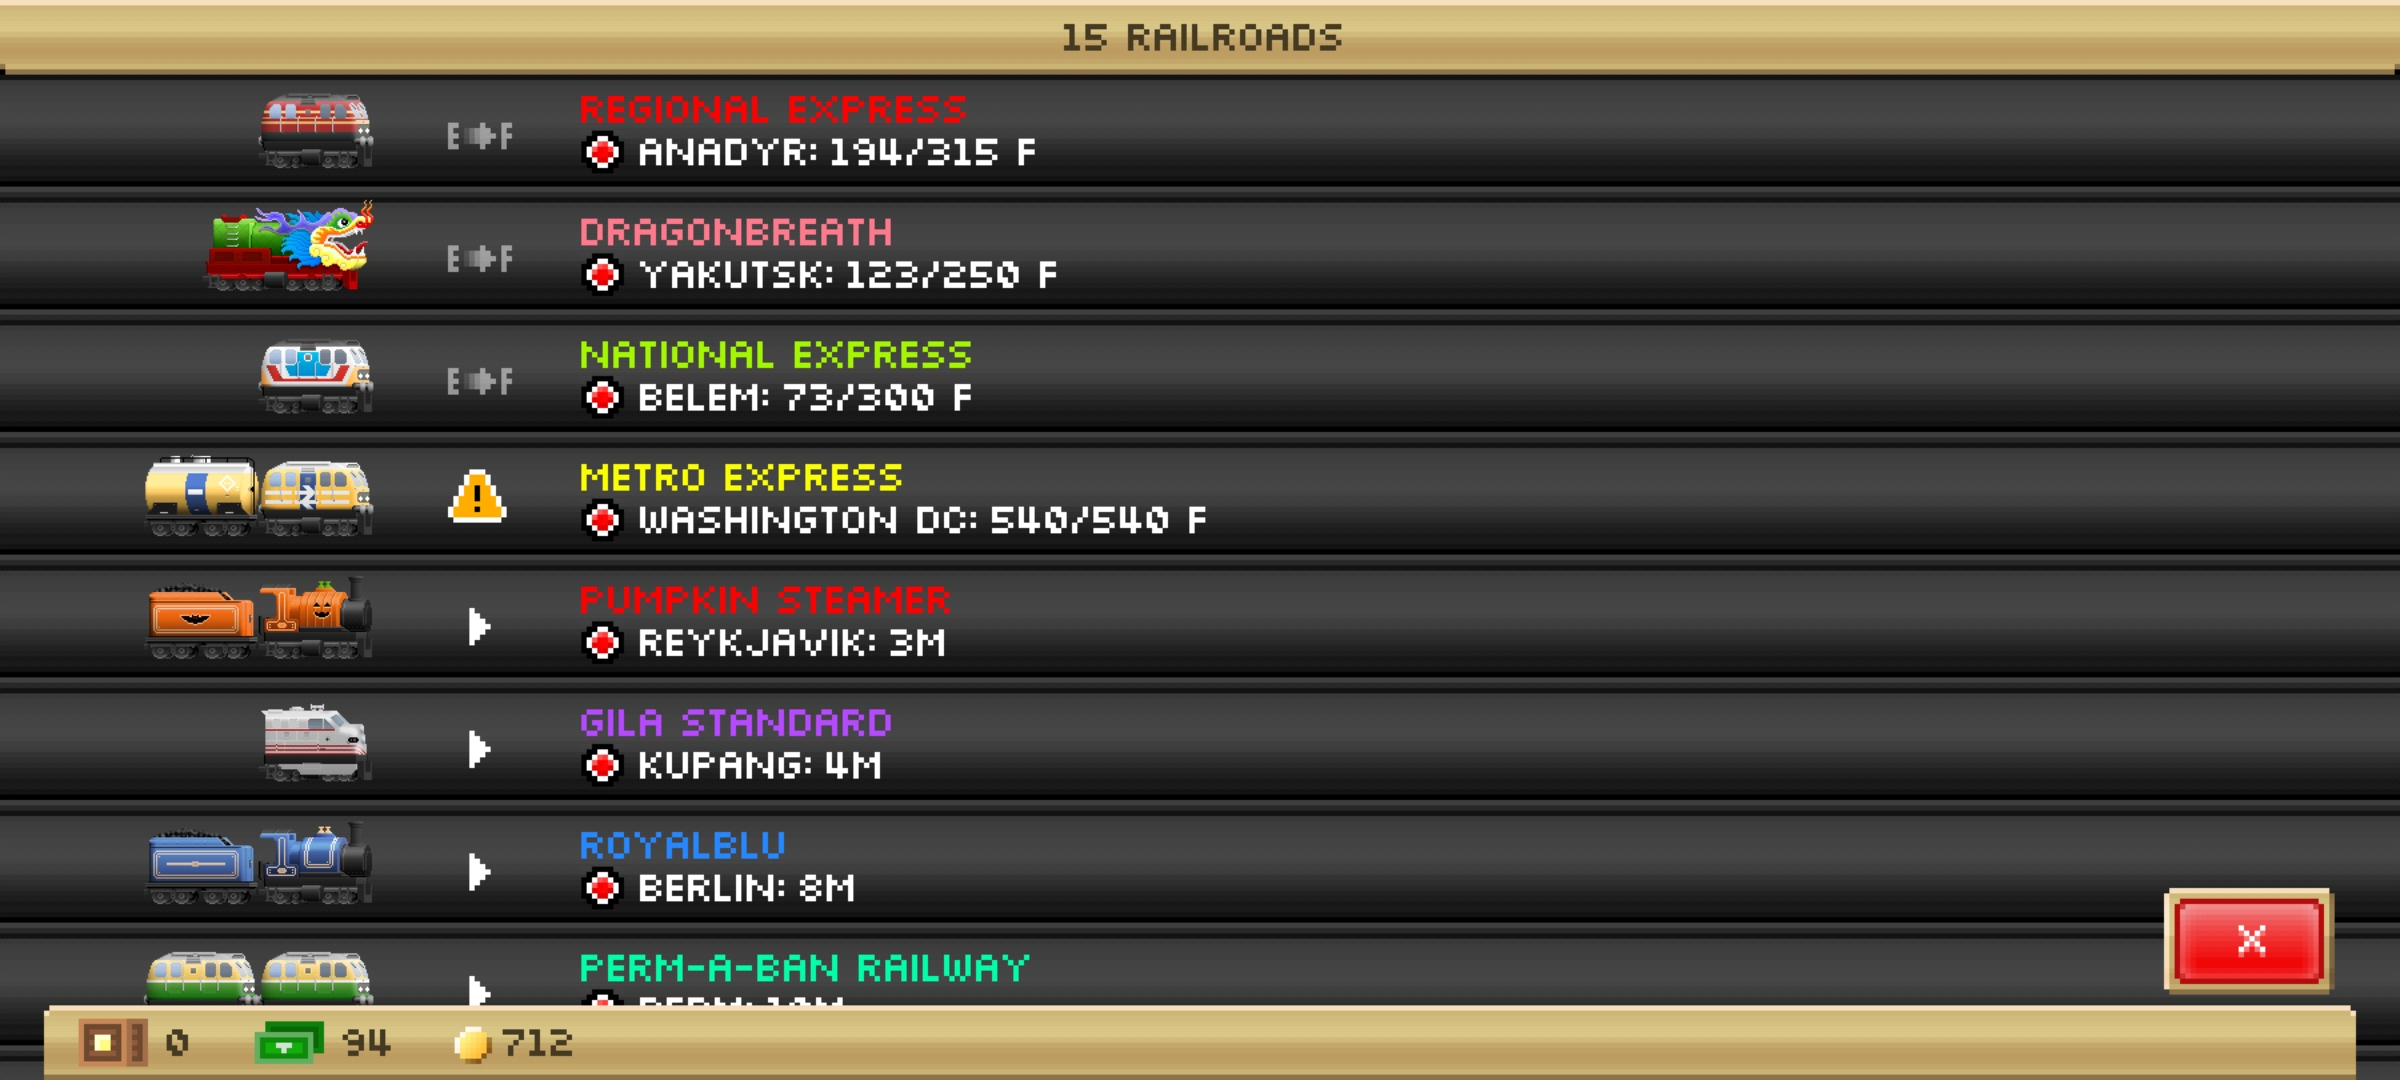 15 RAILROADS
E F
REGIONAL EXPRESS
ANADYR: 194/315 F
E F
DRAGONBREATH
YAKUTSK: 123/250 F
E F
NATIONAL EXPRESS
BELEM: 73/300 F
METRO EXPRESS
WASHINGTON DC: 540/540 F
PUMPKIN STEAMER
REYKJAVIK: 3M
GILA STANDARD
KUPANG: 4M
ROYALBLU
BERLIN: 8M
X
PERM-A-BAN RAILWAY
0 94 712